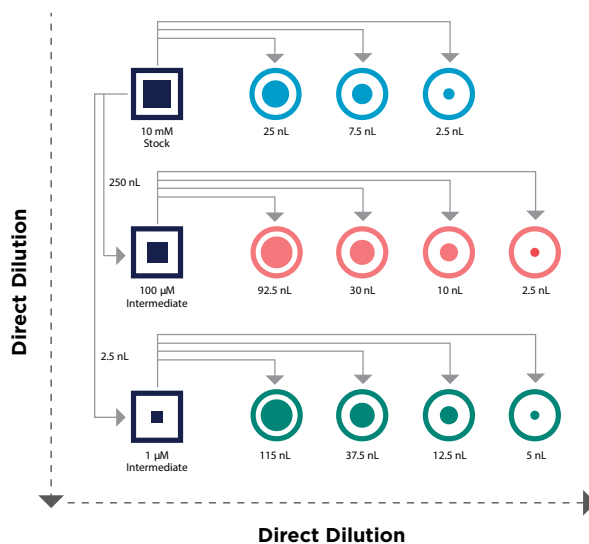 10 mM
Stock
25 nL
7.5 nL
2.5 nL
250 nL
100 µM
Intermediate
92.5 nL
30 nL
10 nL
2.5 nL
2.5 nL
1 µM
Intermediate
115 nL
37.5 nL
12.5 nL
5 nL
Direct Dilution
Direct Dilution